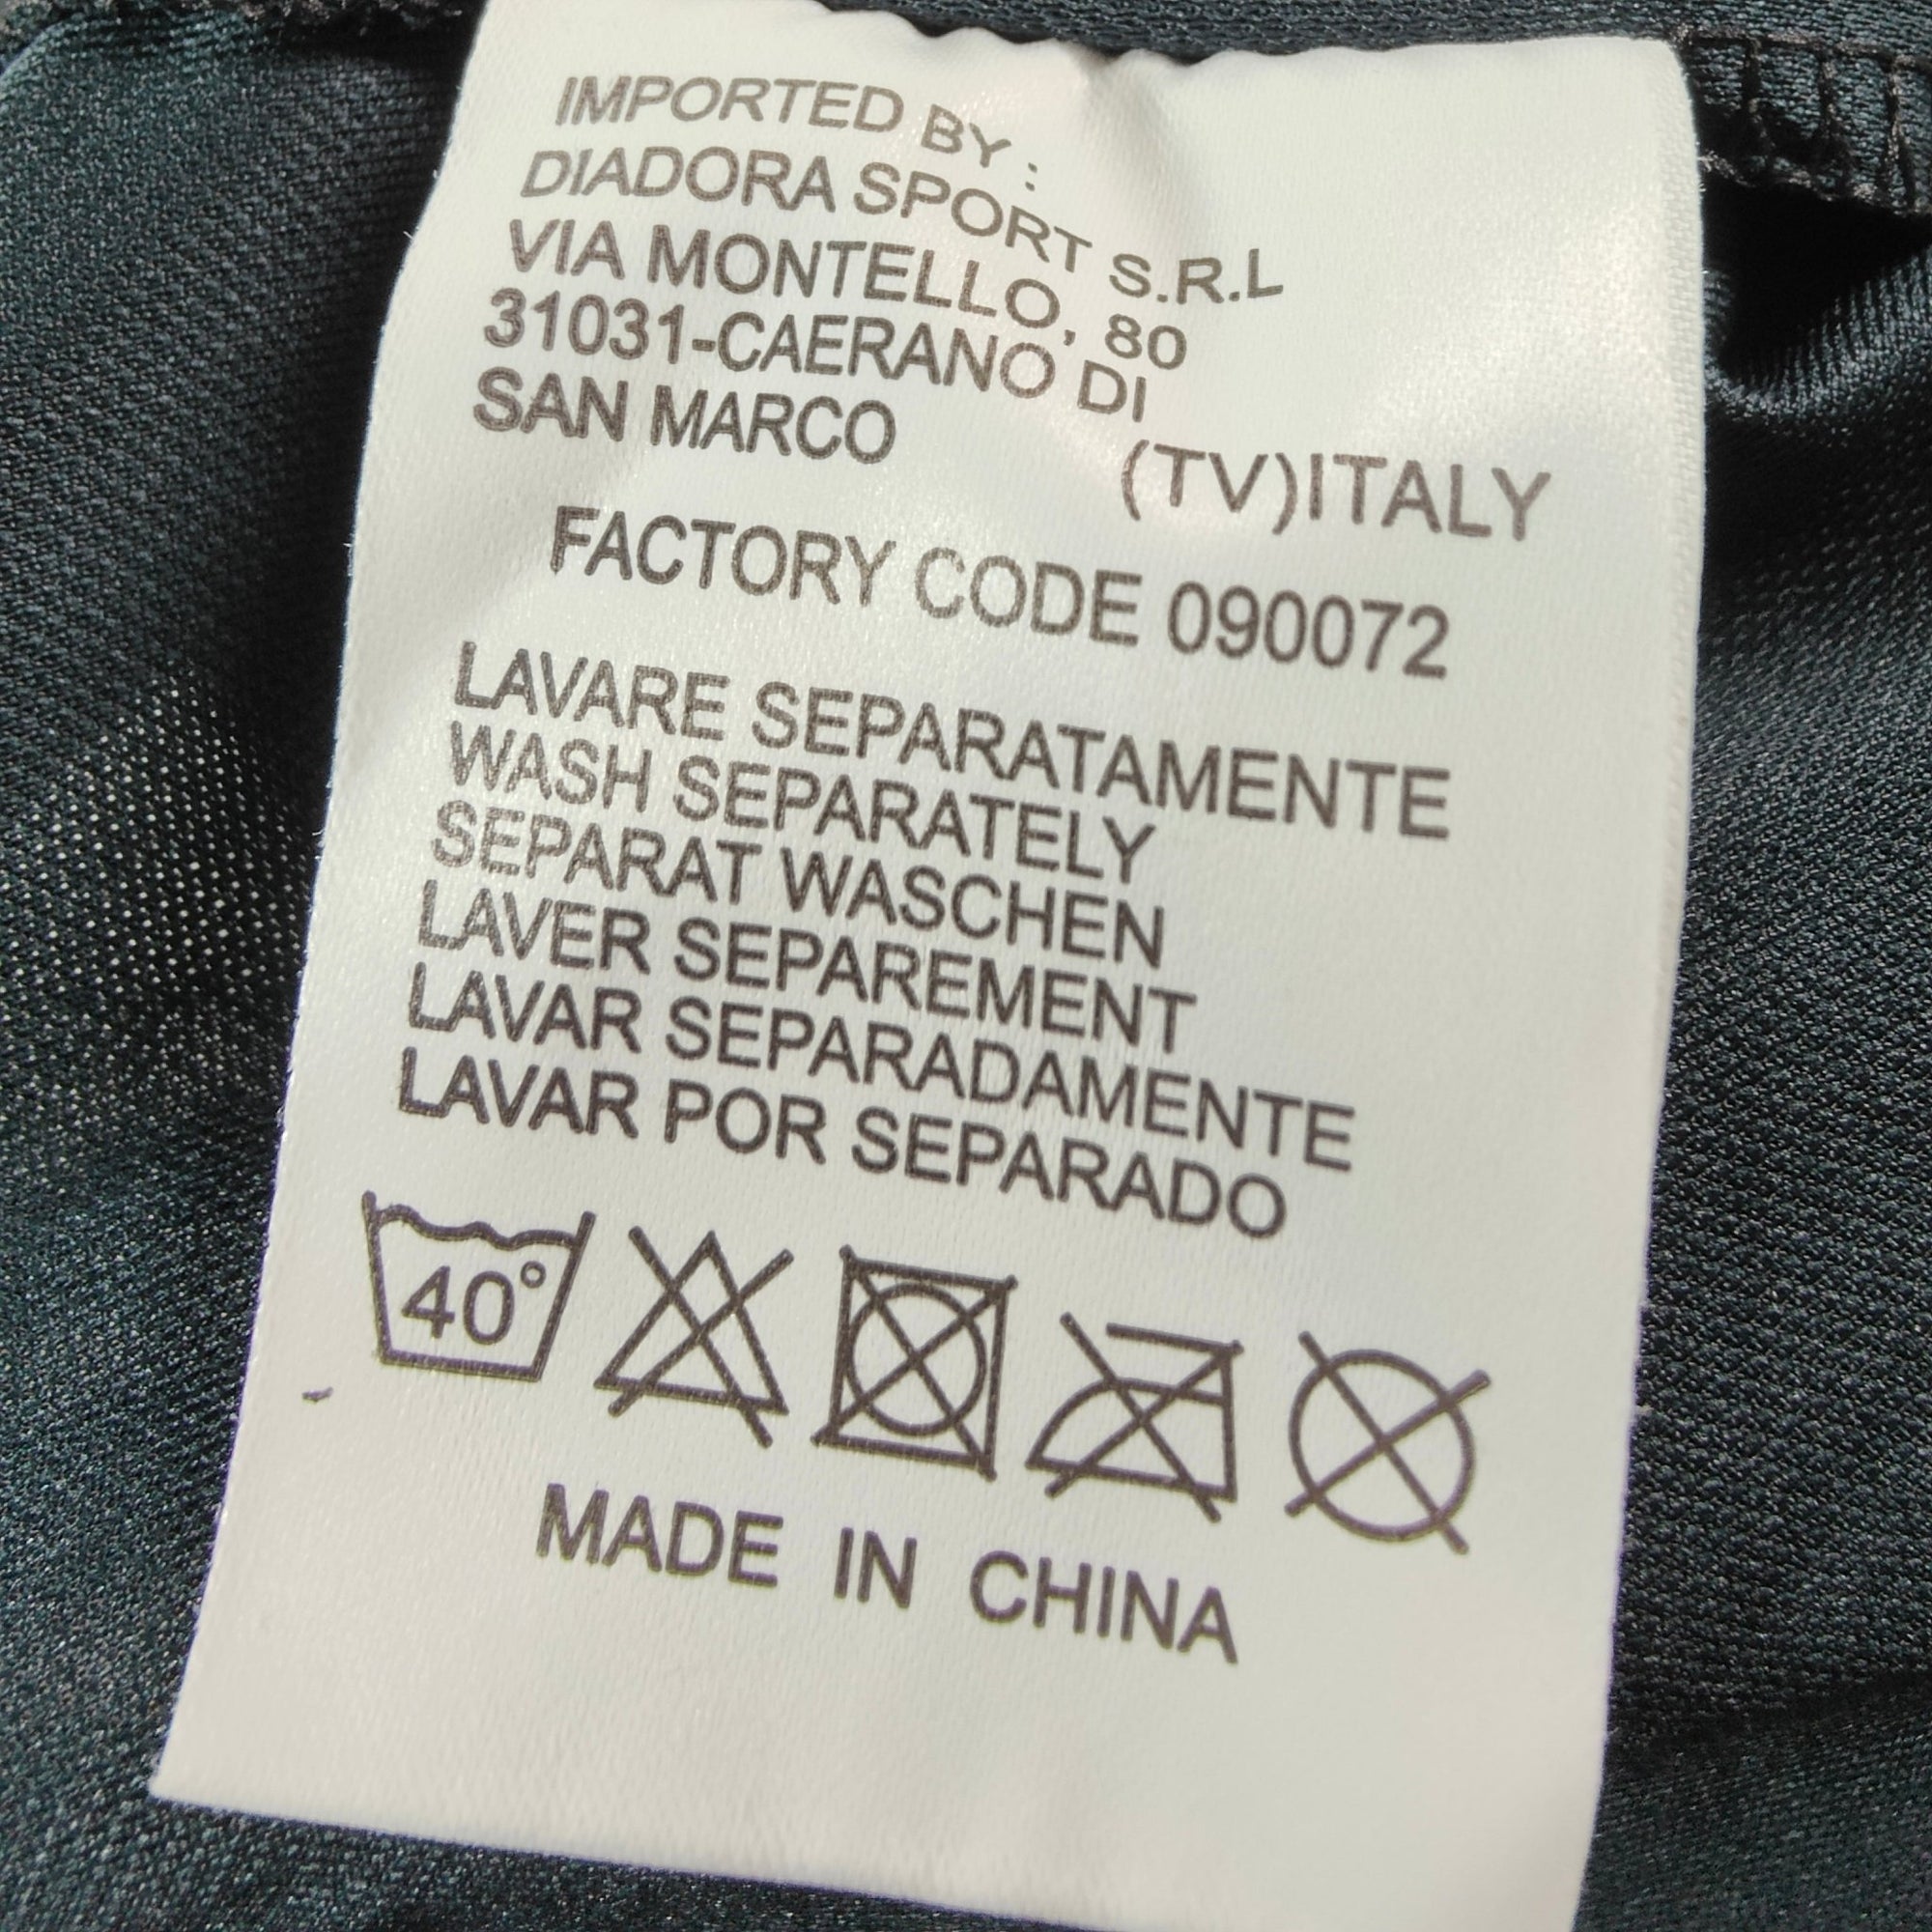 IMPORTED BY :
DIADORA SPORT S.R.L
VIA MONTELLO, 80
31031-CAERANO DI
SAN MARCO (TV)ITALY
FACTORY CODE 090072
LAVARE SEPARATAMENTE
WASH SEPARATELY
SEPARAT WASCHEN
LAVER SEPAREMENT
LAVAR SEPARADAMENTE
LAVAR POR SEPARADO
40°
MADE IN CHINA